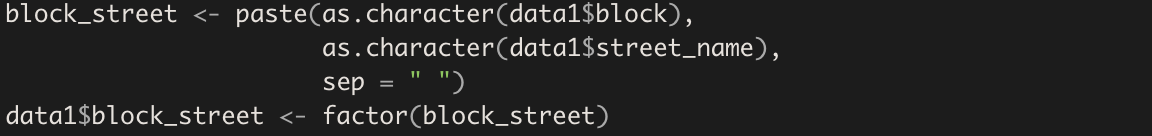 block_street <- paste(as.character(data1$block),
                      as.character(data1$street_name),
                      sep = " ")
data1$block_street <- factor(block_street)